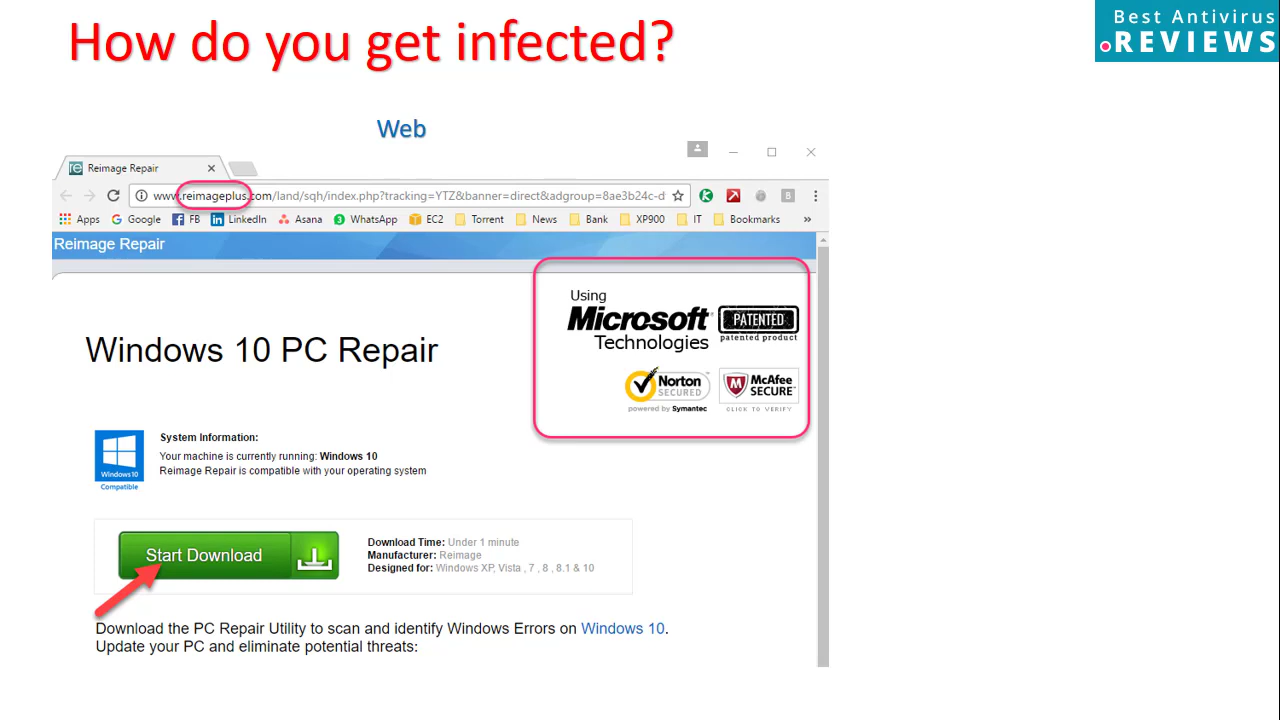 How do you get infected?
Best Antivirus
.REVIEWS
Web
re Reimage Repair
www.reimageplus.com/land/sqh/index.php?tracking=YTZ&banner=direct&adgroup=8ae3b24c-d
Apps Google FB LinkedIn Asana WhatsApp EC2 Torrent News Bank XP900 IT Bookmarks »
Reimage Repair
Using
Microsoft
Technologies
PATENTED
patented product
Norton
SECURED
powered by Symantec
McAfee
SECURE
CLICK TO VERIFY
Windows 10 PC Repair
Windows 10
Compatible
System Information:
Your machine is currently running: Windows 10
Reimage Repair is compatible with your operating system
Start Download
Download Time: Under 1 minute
Manufacturer: Reimage
Designed for: Windows XP, Vista , 7 , 8 , 8.1 & 10
Download the PC Repair Utility to scan and identify Windows Errors on Windows 10.
Update your PC and eliminate potential threats: